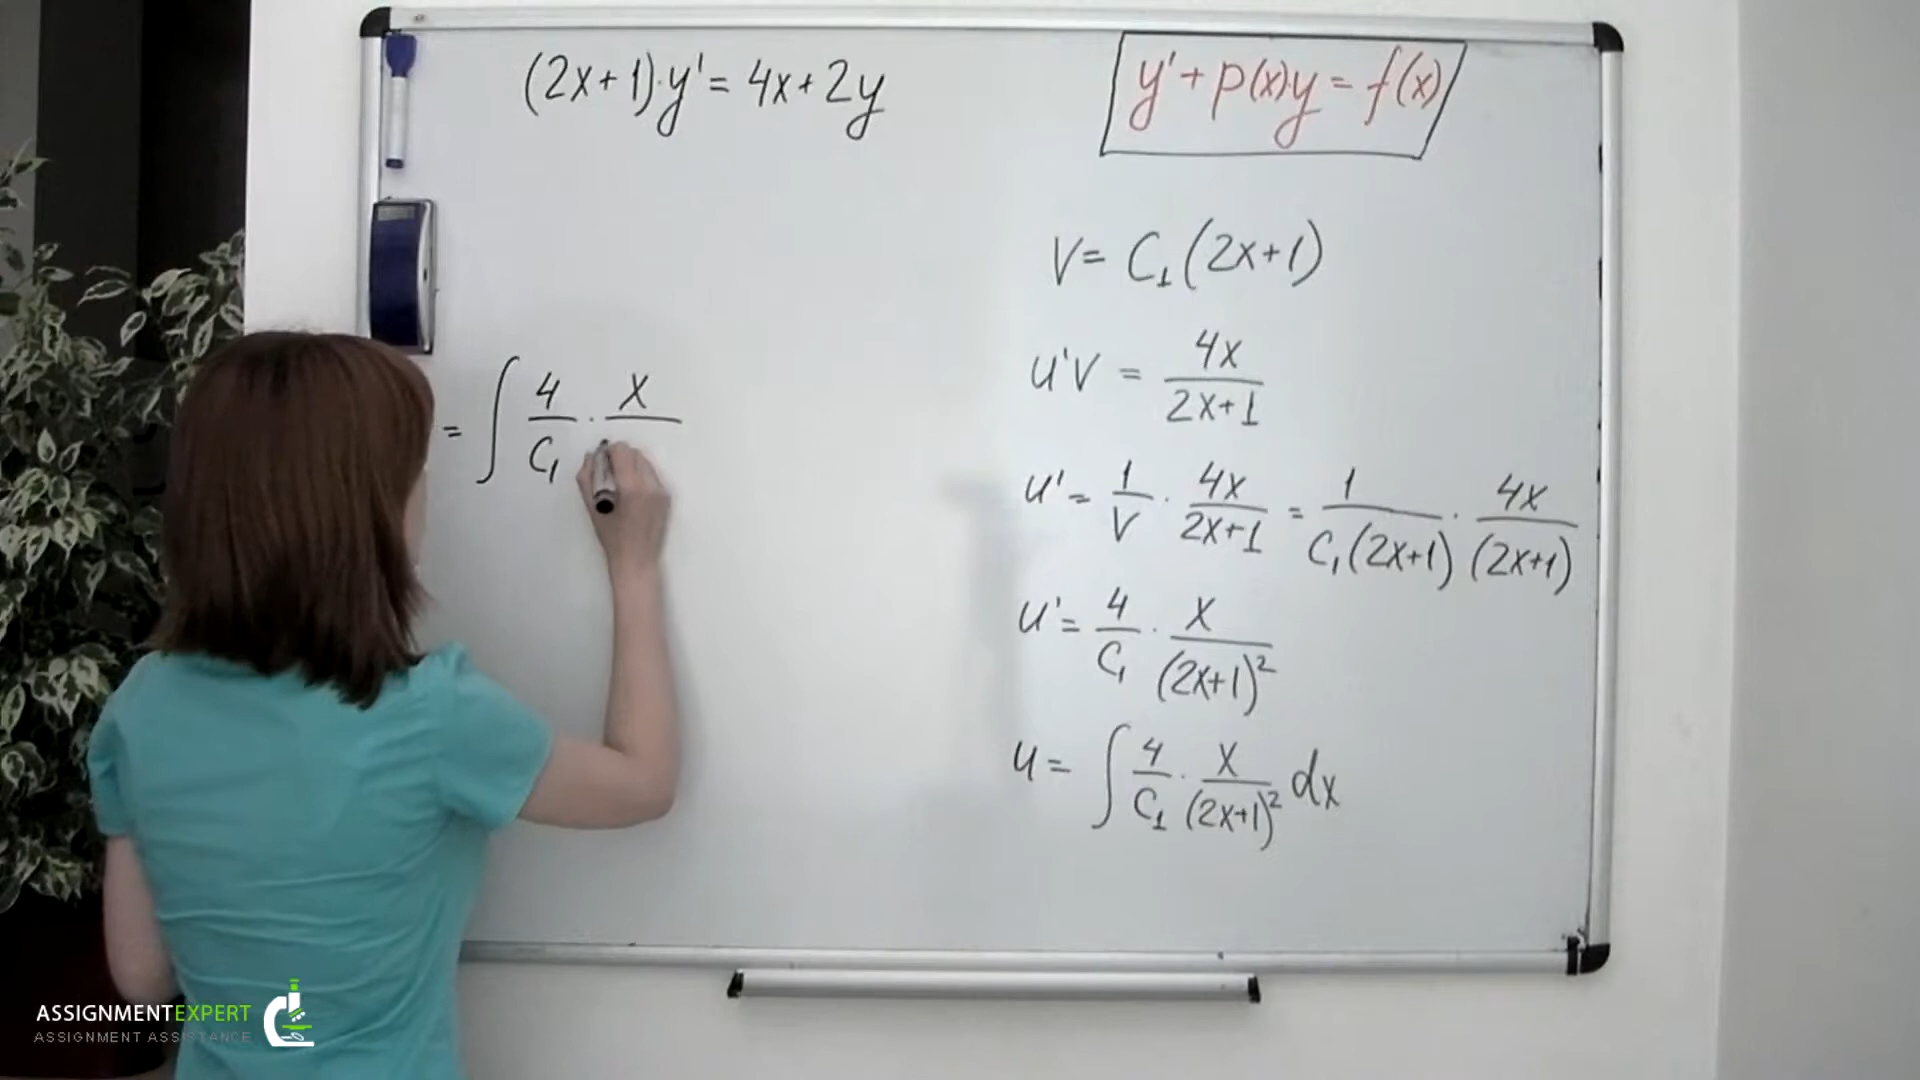 (2x+1)·y' = 4x+2y
y' + p(x)y = f(x)
V = C₁(2x+1)
u'V = 4x/(2x+1)
u' = 1/V · 4x/(2x+1) = 1/(C₁(2x+1)) · 4x/(2x+1)
u' = 4/C₁ · x/(2x+1)²
u = ∫ 4/C₁ · x/(2x+1)² dx
= ∫ 4/C₁ · x
ASSIGNMENTEXPERT
ASSIGNMENT ASSISTANCE